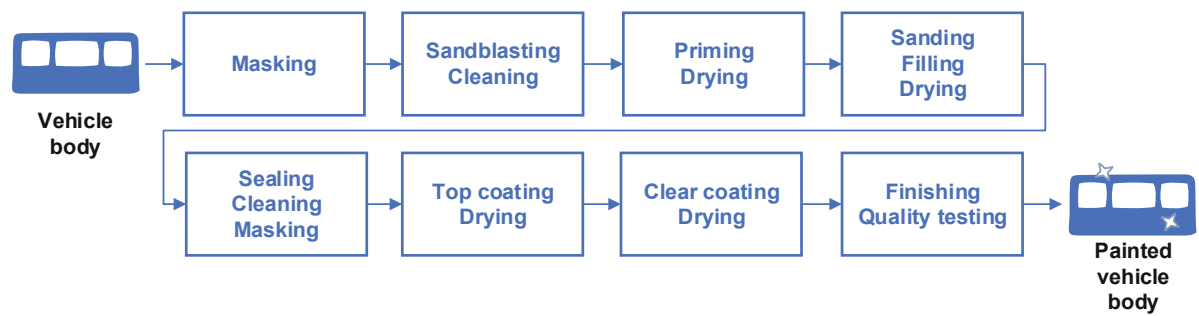 Vehicle
body
Masking
Sandblasting
Cleaning
Priming
Drying
Sanding
Filling
Drying
Sealing
Cleaning
Masking
Top coating
Drying
Clear coating
Drying
Finishing
Quality testing
Painted
vehicle
body